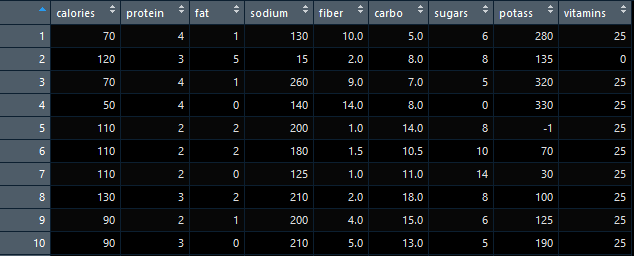 calories protein fat sodium fiber carbo sugars potass vitamins
1 70 4 1 130 10.0 5.0 6 280 25
2 120 3 5 15 2.0 8.0 8 135 0
3 70 4 1 260 9.0 7.0 5 320 25
4 50 4 0 140 14.0 8.0 0 330 25
5 110 2 2 200 1.0 14.0 8 -1 25
6 110 2 2 180 1.5 10.5 10 70 25
7 110 2 0 125 1.0 11.0 14 30 25
8 130 3 2 210 2.0 18.0 8 100 25
9 90 2 1 200 4.0 15.0 6 125 25
10 90 3 0 210 5.0 13.0 5 190 25